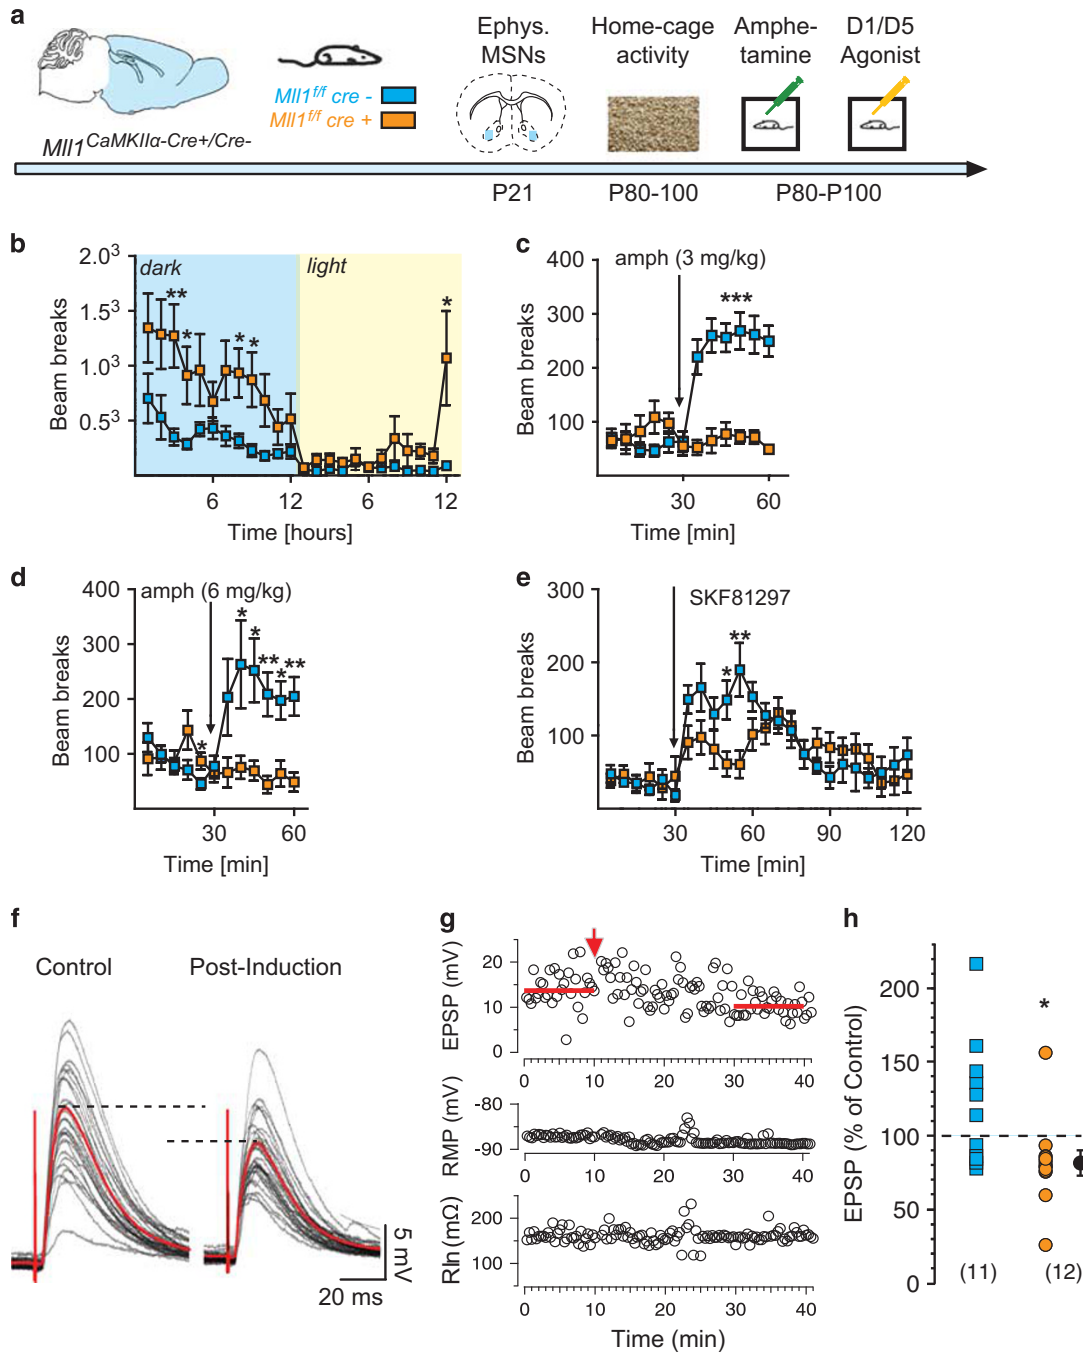 a
Ephys.
MSNs
Home-cage
activity
Amphe-
tamine
D1/D5
Agonist
Mll1f/f cre -
Mll1f/f cre +
Mll1CaMKIIα-Cre+/Cre-
P21
P80-100
P80-P100
b
2.0³
1.5³
1.0³
0.5³
Beam breaks
dark
light
**
*
*
*
*
6
12
6
12
Time [hours]
c
400
300
200
100
Beam breaks
amph (3 mg/kg)
***
30
60
Time [min]
d
400
300
200
100
Beam breaks
amph (6 mg/kg)
*
*
*
**
*
**
30
60
Time [min]
e
300
200
100
Beam breaks
SKF81297
*
**
30
60
90
120
Time [min]
f
Control
Post-Induction
5 mV
20 ms
g
EPSP (mV)
20
10
0
0
10
20
30
40
RMP (mV)
-80
-90
0
10
20
30
40
RIn (mΩ)
200
100
0
10
20
30
40
Time (min)
h
EPSP (% of Control)
200
150
100
50
0
*
(11)
(12)